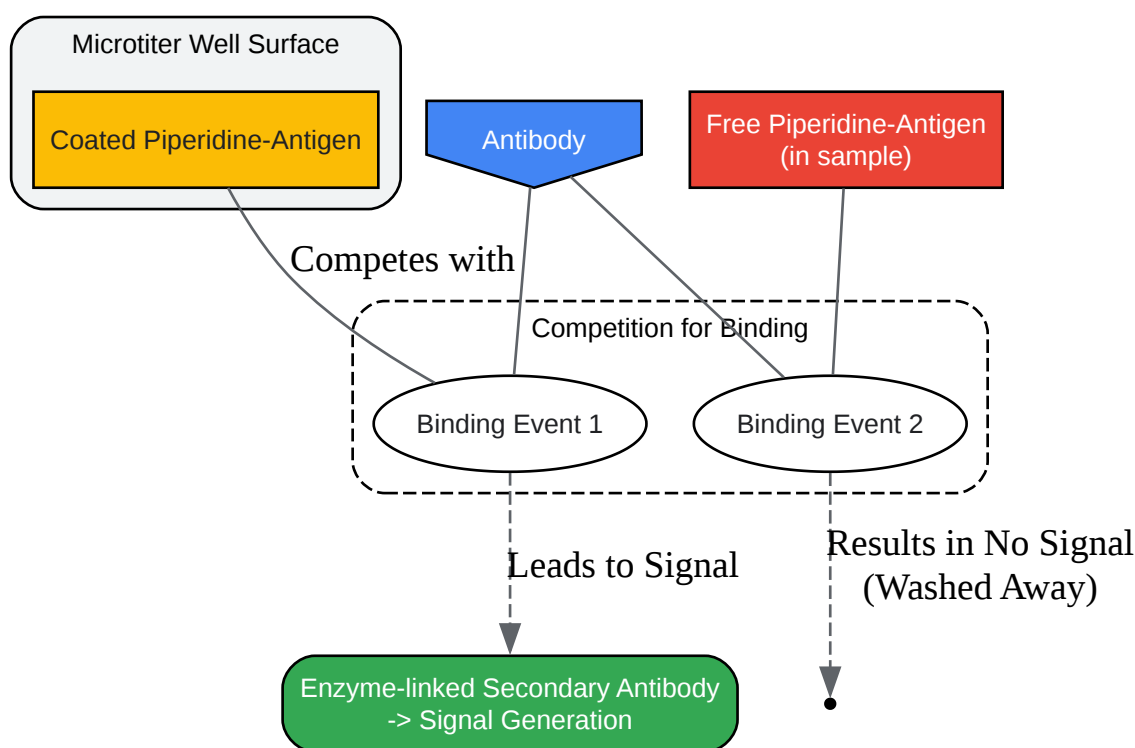 Microtiter Well Surface
Coated Piperidine-Antigen
Antibody
Free Piperidine-Antigen
(in sample)
Competes with
Competition for Binding
Binding Event 1
Binding Event 2
Leads to Signal
Results in No Signal
(Washed Away)
Enzyme-linked Secondary Antibody
-> Signal Generation